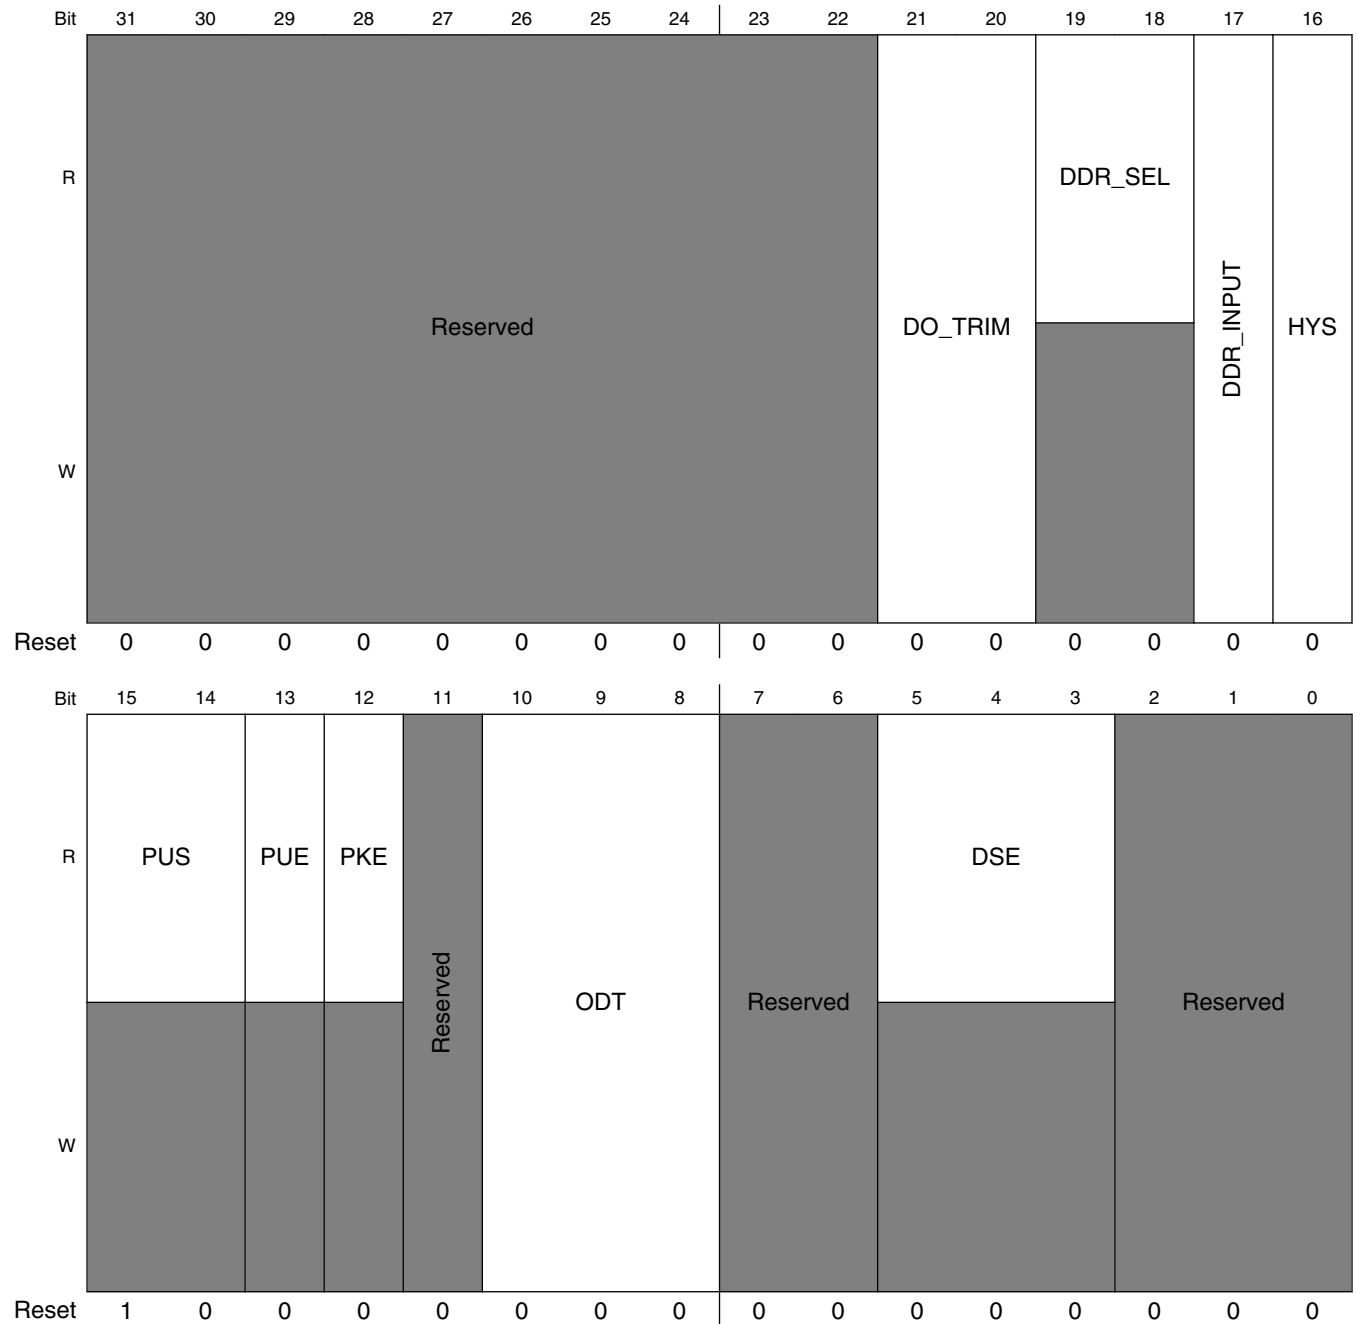 Bit 31 30 29 28 27 26 25 24 23 22 21 20 19 18 17 16
R DDR_SEL
Reserved DO_TRIM DDR_INPUT HYS
W
Reset 0 0 0 0 0 0 0 0 0 0 0 0 0 0 0 0
Bit 15 14 13 12 11 10 9 8 7 6 5 4 3 2 1 0
R PUS PUE PKE DSE
Reserved ODT Reserved Reserved
W
Reset 1 0 0 0 0 0 0 0 0 0 0 0 0 0 0 0